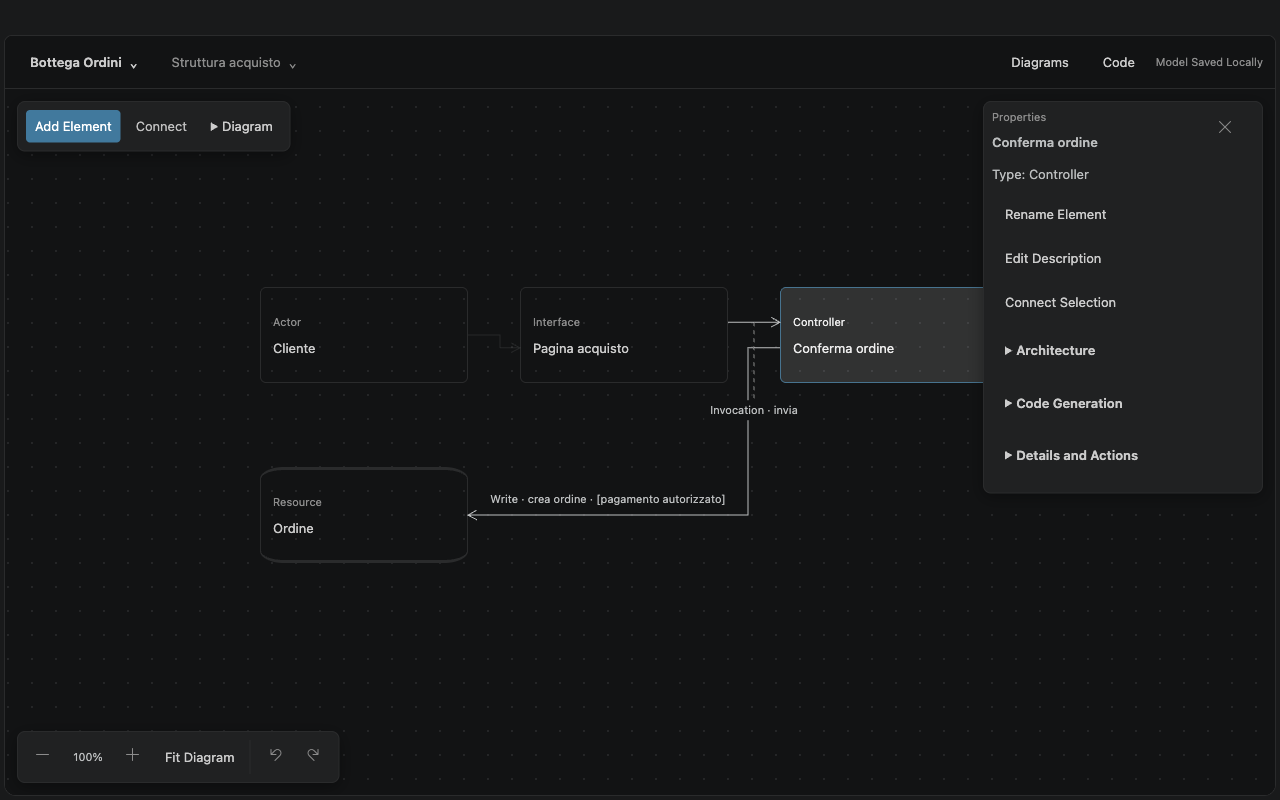 Bottega Ordini
Struttura acquisto
Diagrams
Code
Model Saved Locally
Add Element
Connect
Diagram
Properties
Conferma ordine
Type: Controller
Rename Element
Edit Description
Connect Selection
Architecture
Code Generation
Details and Actions
Actor
Cliente
Interface
Pagina acquisto
Controller
Conferma ordine
Invocation · invia
Resource
Ordine
Write · crea ordine · [pagamento autorizzato]
100%
Fit Diagram